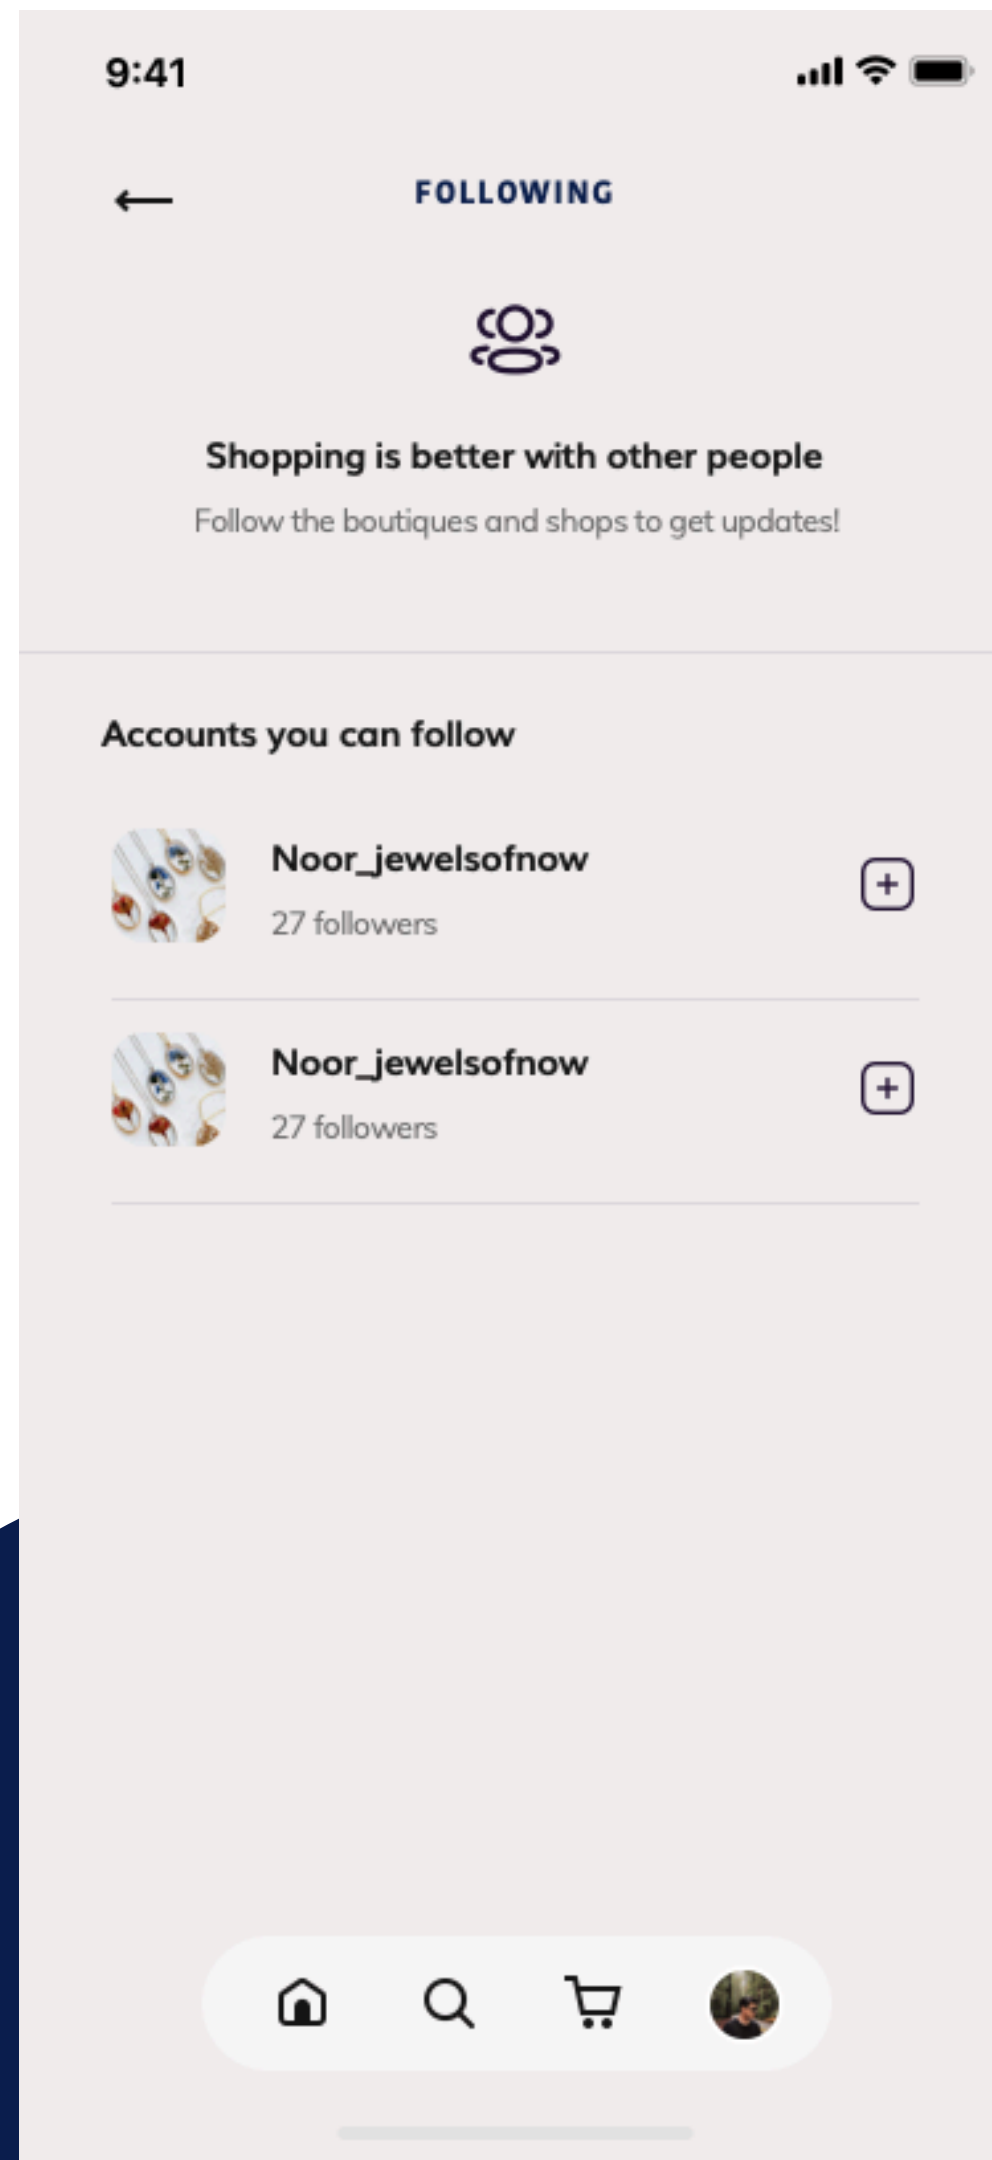 9:41
FOLLOWING
Shopping is better with other people
Follow the boutiques and shops to get updates!
Accounts you can follow
Noor_jewelsofnow
27 followers
Noor_jewelsofnow
27 followers